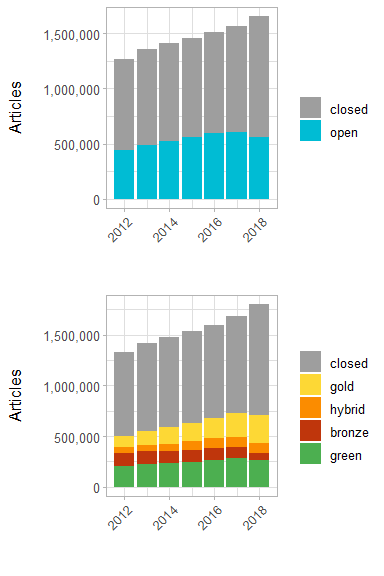 Articles
1,500,000
1,000,000
500,000
0
2012
2014
2016
2018
closed
open
Articles
1,500,000
1,000,000
500,000
0
2012
2014
2016
2018
closed
gold
hybrid
bronze
green